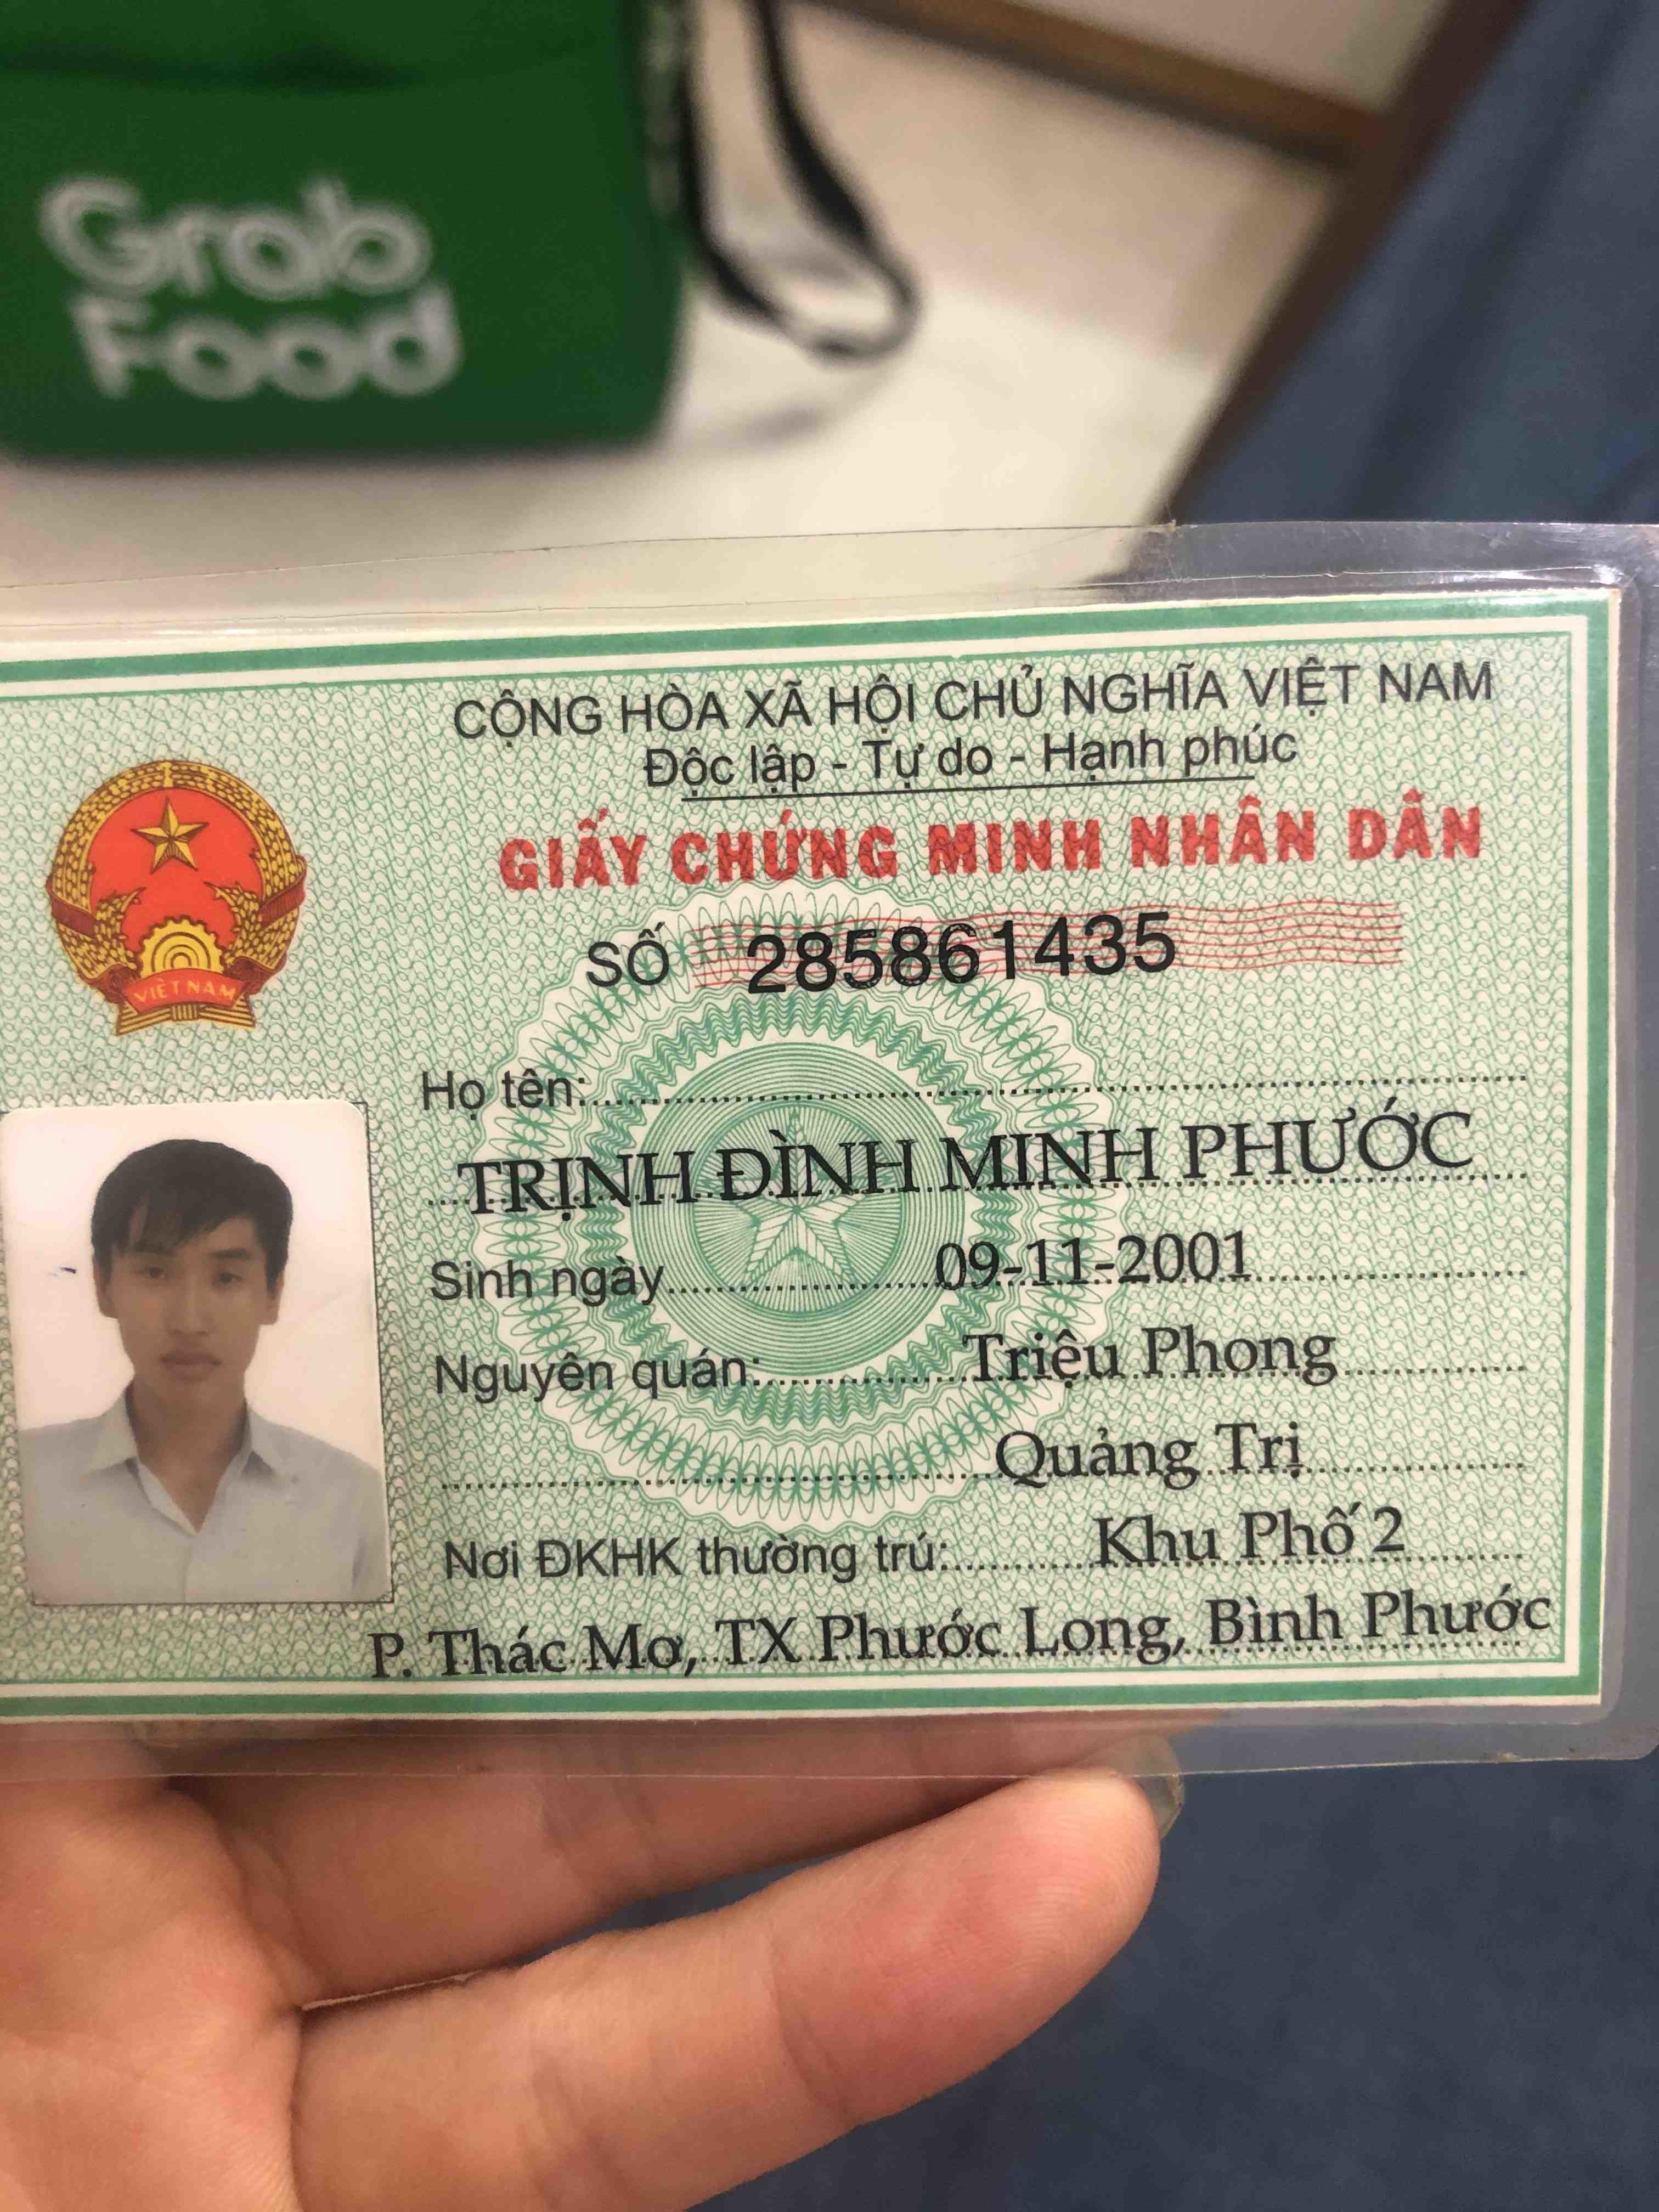 Grab
Food
CỘNG HÒA XÃ HỘI CHỦ NGHĨA VIỆT NAM
Độc lập - Tự do - Hạnh phúc
GIẤY CHỨNG MINH NHÂN DÂN
SỐ 285861435
VIỆT NAM
Họ tên:
TRỊNH ĐÌNH MINH PHƯỚC
Sinh ngày 09-11-2001
Nguyên quán: Triệu Phong
Quảng Trị
Nơi ĐKHK thường trú: Khu Phố 2
P. Thác Mơ, TX Phước Long, Bình Phước